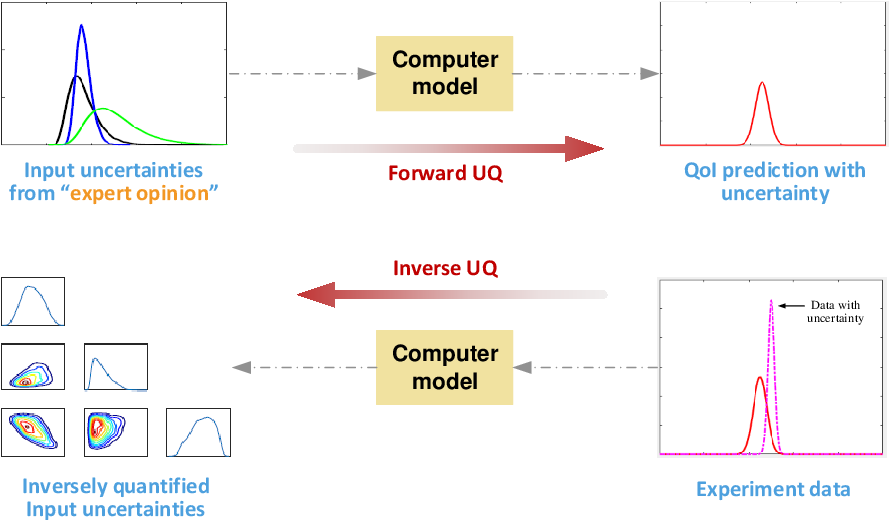 Computer
model
Input uncertainties
from “expert opinion”
Forward UQ
QoI prediction with
uncertainty
Inverse UQ
Data with
uncertainty
Computer
model
Inversely quantified
Input uncertainties
Experiment data